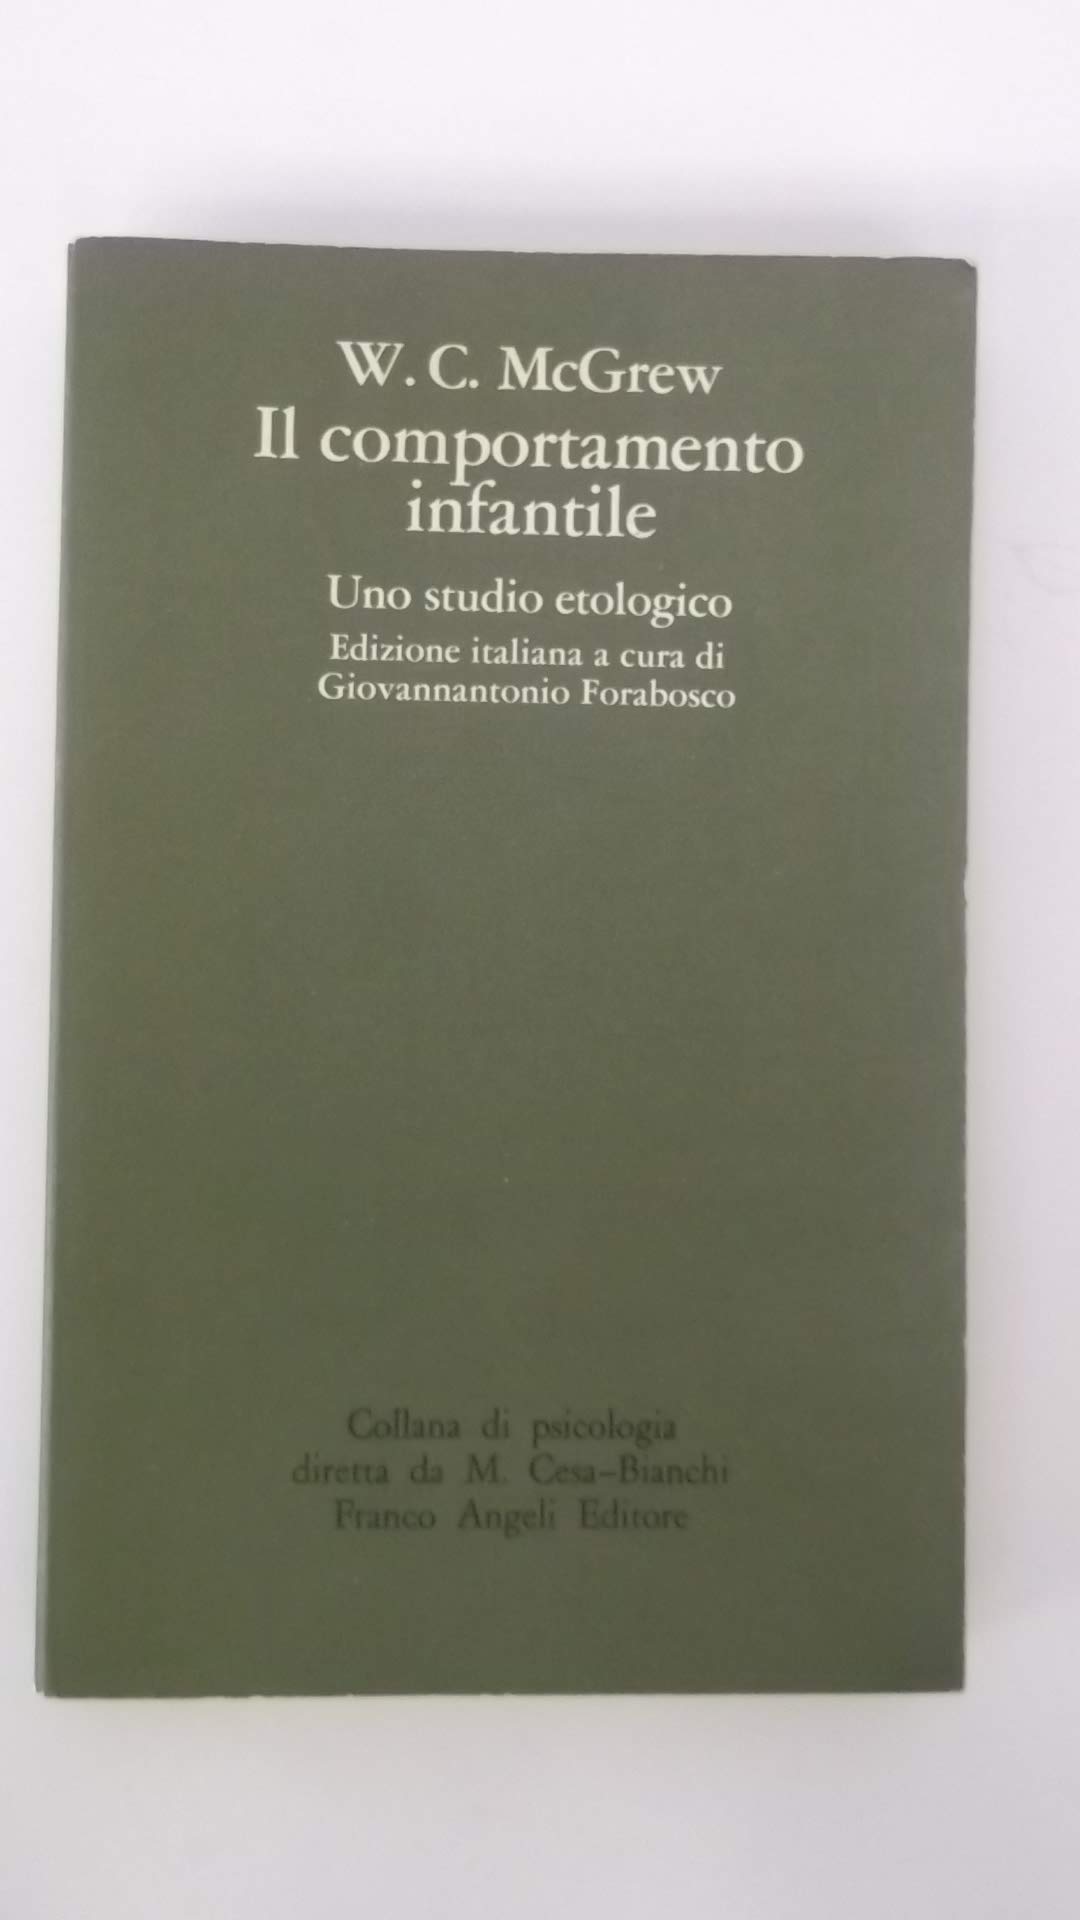 W. C. McGrew
Il comportamento
infantile
Uno studio etologico
Edizione italiana a cura di
Giovannantonio Forabosco
Collana di psicologia
diretta da M. Cesa-Bianchi
Franco Angeli Editore